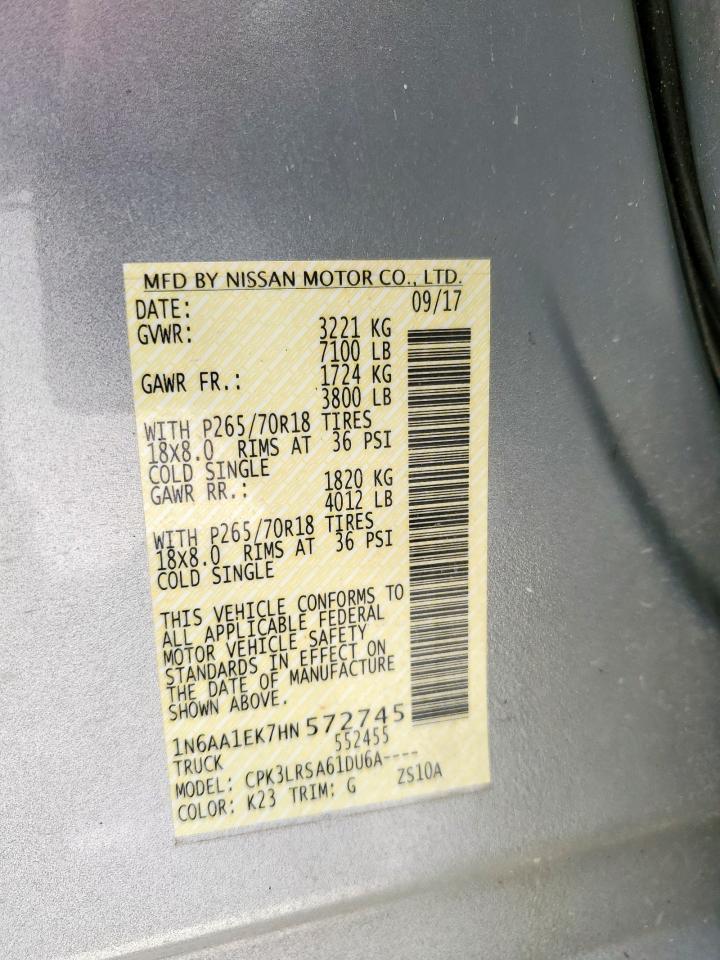 MFD BY NISSAN MOTOR CO., LTD.
DATE: 09/17
GVWR: 3221 KG
7100 LB
GAWR FR.: 1724 KG
3800 LB
WITH P265/70R18 TIRES
18X8.0 RIMS AT 36 PSI
COLD SINGLE
GAWR RR.: 1820 KG
4012 LB
WITH P265/70R18 TIRES
18X8.0 RIMS AT 36 PSI
COLD SINGLE
THIS VEHICLE CONFORMS TO
ALL APPLICABLE FEDERAL
MOTOR VEHICLE SAFETY
STANDARDS IN EFFECT ON
THE DATE OF MANUFACTURE
SHOWN ABOVE.
1N6AA1EK7HN 572745
TRUCK 552455
MODEL: CPK3LRSA61DU6A----
COLOR: K23 TRIM: G ZS10A